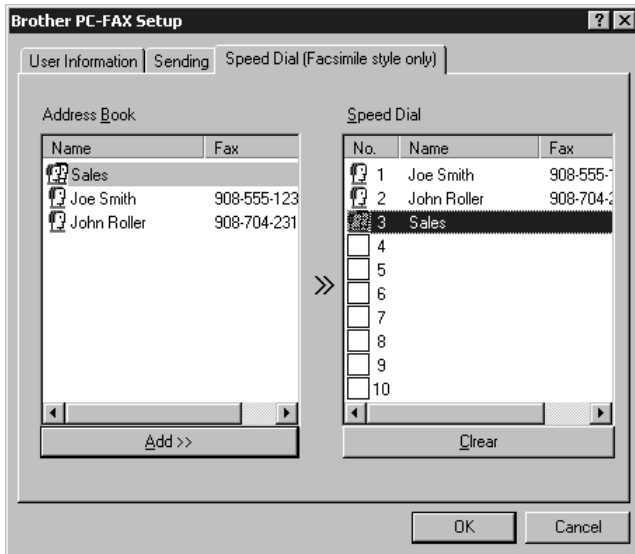 Brother PC-FAX Setup
User Information Sending Speed Dial (Facsimile style only)
Address Book
Name Fax
Sales
Joe Smith 908-555-123
John Roller 908-704-231
Add >>
Speed Dial
No. Name Fax
1 Joe Smith 908-555-
2 John Roller 908-704-
3 Sales
4
5
6
7
8
9
10
Clrear
OK Cancel